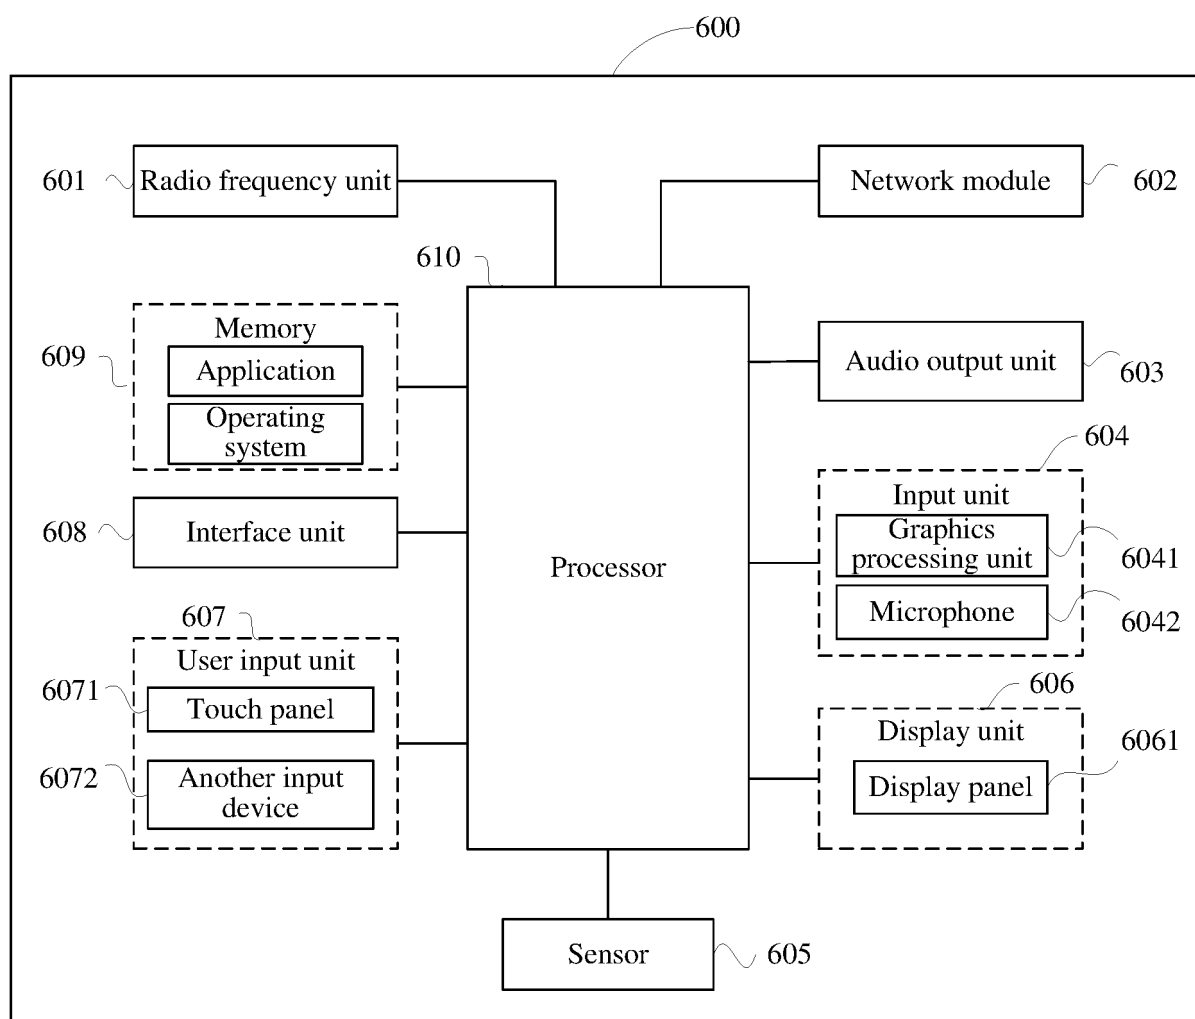 600
601
Radio frequency unit
Network module
602
610
609
Memory
Application
Operating
system
Audio output unit
603
604
Input unit
Graphics
processing unit
6041
Microphone
6042
608
Interface unit
Processor
607
User input unit
6071
Touch panel
6072
Another input
device
606
Display unit
6061
Display panel
Sensor
605